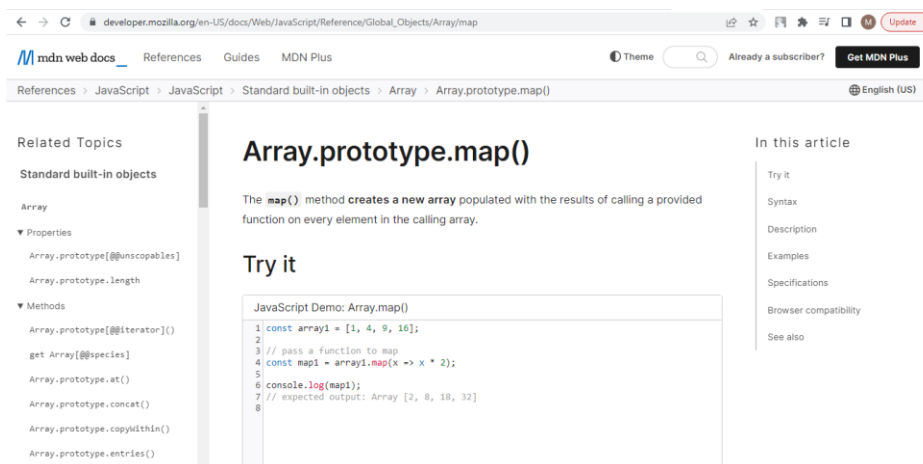 developer.mozilla.org/en-US/docs/Web/JavaScript/Reference/Global_Objects/Array/map
M
Update
mdn web docs_
References
Guides
MDN Plus
Theme
Already a subscriber?
Get MDN Plus
References > JavaScript > JavaScript > Standard built-in objects > Array > Array.prototype.map()
English (US)
Related Topics
Standard built-in objects
Array
▼ Properties
Array.prototype[@@unscopables]
Array.prototype.length
▼ Methods
Array.prototype[@@iterator]()
get Array[@@species]
Array.prototype.at()
Array.prototype.concat()
Array.prototype.copyWithin()
Array.prototype.entries()
Array.prototype.map()
The map() method creates a new array populated with the results of calling a provided
function on every element in the calling array.
Try it
JavaScript Demo: Array.map()
1 const array1 = [1, 4, 9, 16];
2
3 // pass a function to map
4 const map1 = array1.map(x => x * 2);
5
6 console.log(map1);
7 // expected output: Array [2, 8, 18, 32]
8
In this article
Try it
Syntax
Description
Examples
Specifications
Browser compatibility
See also